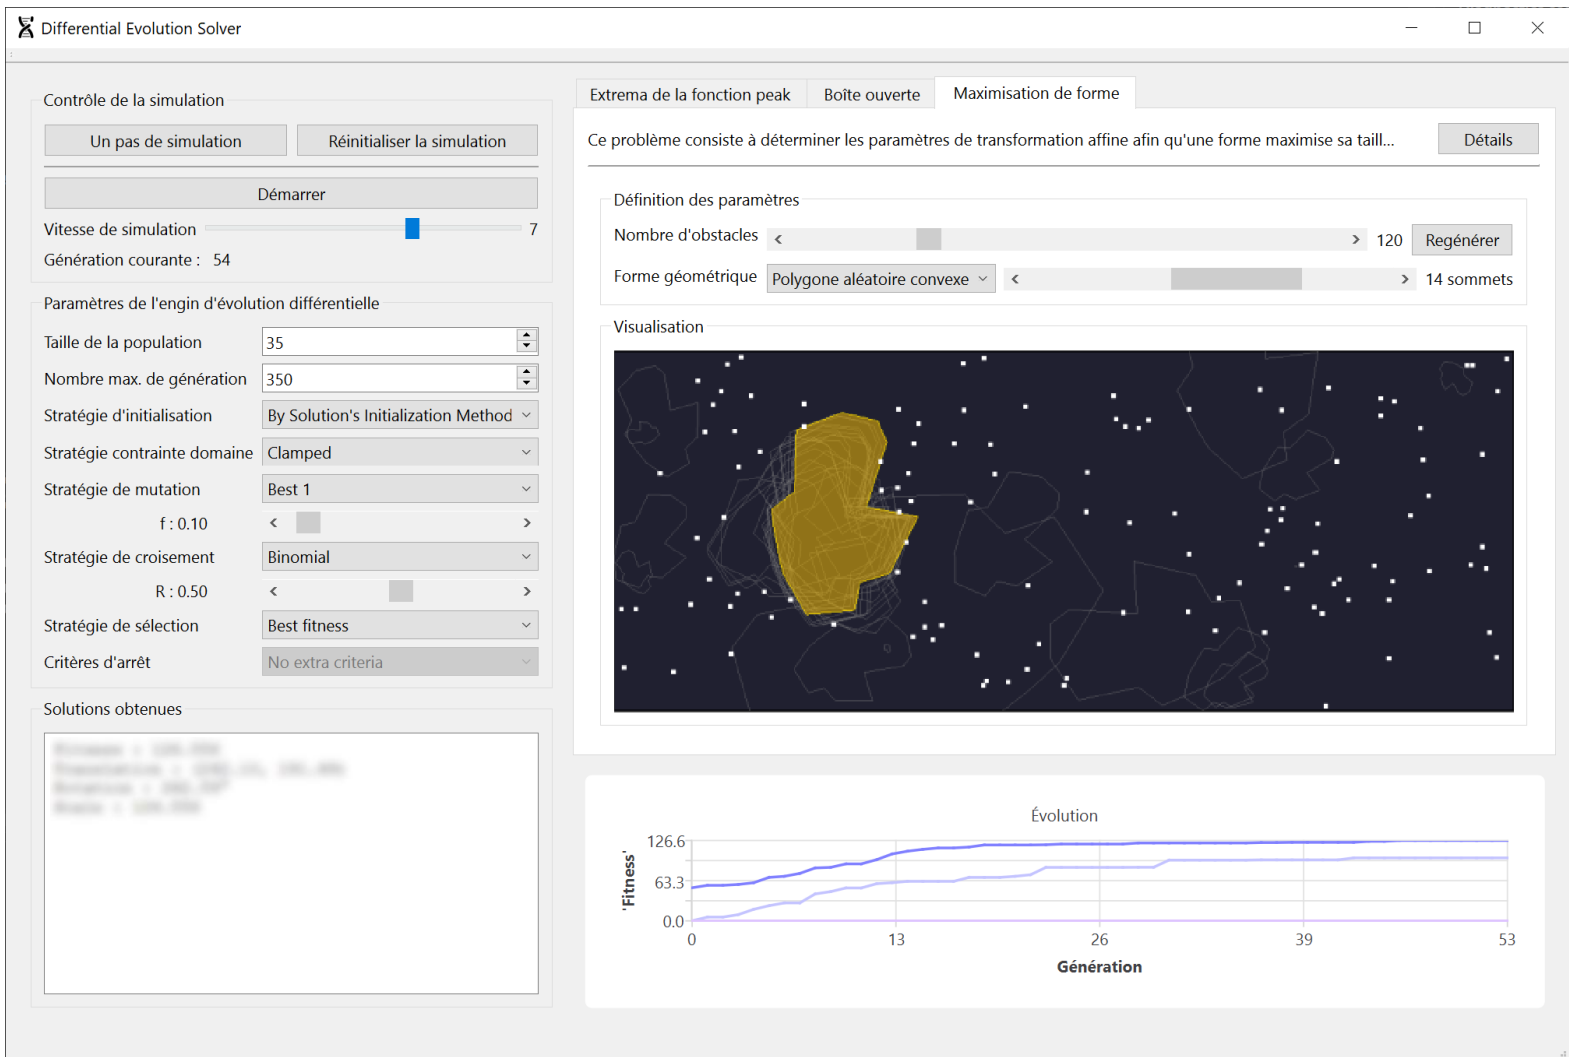 Differential Evolution Solver
Contrôle de la simulation
Un pas de simulation
Réinitialiser la simulation
Démarrer
Vitesse de simulation
7
Génération courante : 54
Paramètres de l'engin d'évolution différentielle
Taille de la population
35
Nombre max. de génération
350
Stratégie d'initialisation
By Solution's Initialization Method
Stratégie contrainte domaine
Clamped
Stratégie de mutation
Best 1
f : 0.10
Stratégie de croisement
Binomial
R : 0.50
Stratégie de sélection
Best fitness
Critères d'arrêt
No extra criteria
Solutions obtenues
Extrema de la fonction peak
Boîte ouverte
Maximisation de forme
Ce problème consiste à déterminer les paramètres de transformation affine afin qu'une forme maximise sa taill...
Détails
Définition des paramètres
Nombre d'obstacles
120
Regénérer
Forme géométrique
Polygone aléatoire convexe
14 sommets
Visualisation
Évolution
'Fitness'
126.6
63.3
0.0
0
13
26
39
53
Génération